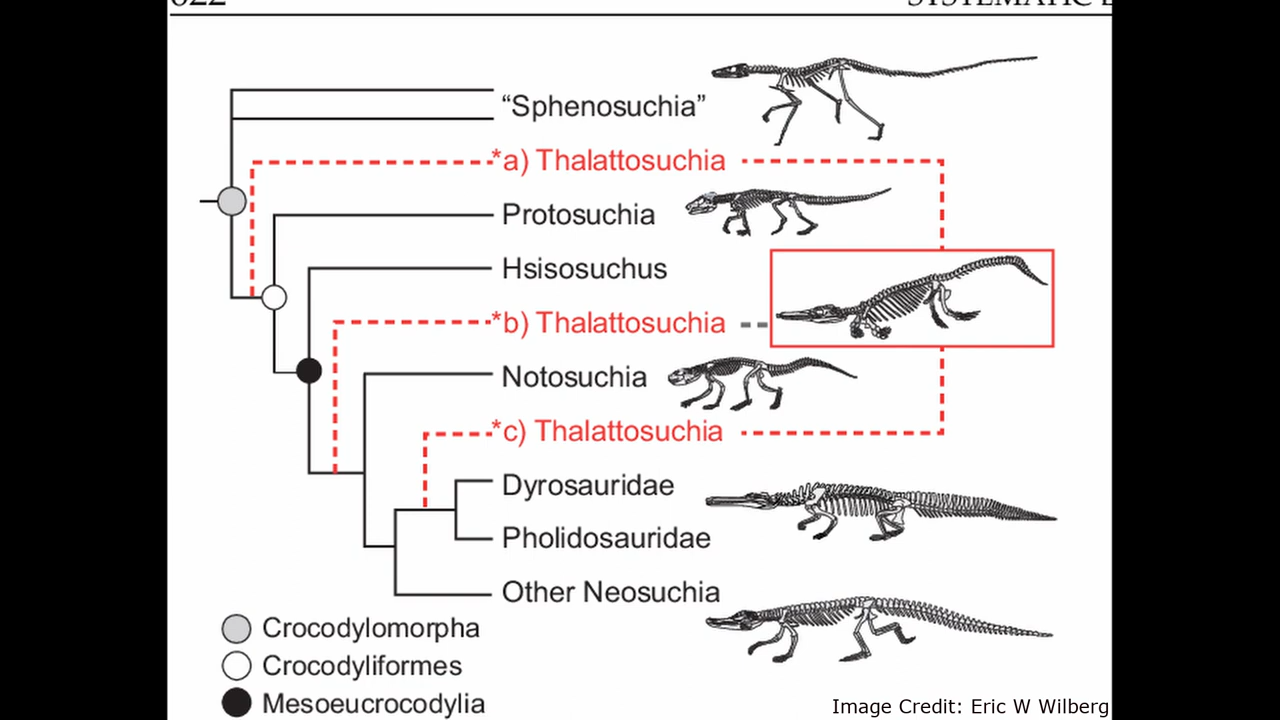 “Sphenosuchia”
*a) Thalattosuchia
Protosuchia
Hsisosuchus
*b) Thalattosuchia
Notosuchia
*c) Thalattosuchia
Dyrosauridae
Pholidosauridae
Other Neosuchia
Crocodylomorpha
Crocodyliformes
Mesoeucrocodylia
Image Credit: Eric W Wilberg